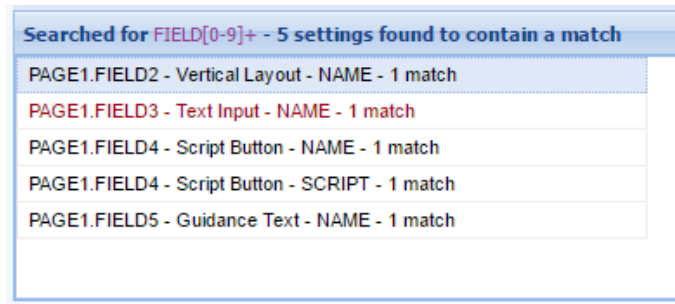 Searched for FIELD[0-9]+ - 5 settings found to contain a match
PAGE1.FIELD2 - Vertical Layout - NAME - 1 match
PAGE1.FIELD3 - Text Input - NAME - 1 match
PAGE1.FIELD4 - Script Button - NAME - 1 match
PAGE1.FIELD4 - Script Button - SCRIPT - 1 match
PAGE1.FIELD5 - Guidance Text - NAME - 1 match